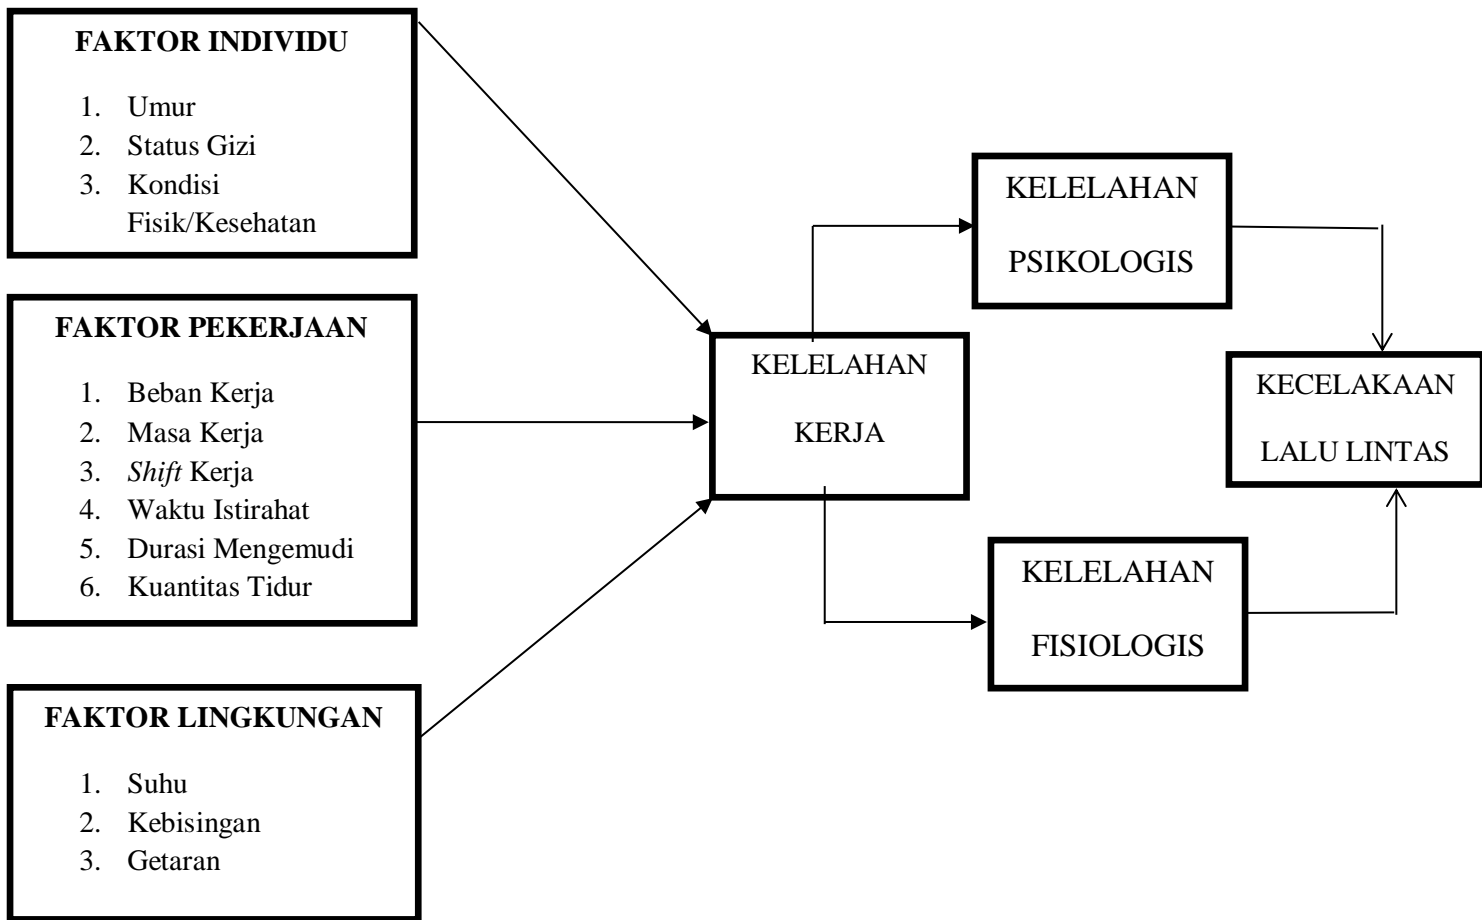 FAKTOR INDIVIDU
1. Umur
2. Status Gizi
3. Kondisi
Fisik/Kesehatan
FAKTOR PEKERJAAN
1. Beban Kerja
2. Masa Kerja
3. Shift Kerja
4. Waktu Istirahat
5. Durasi Mengemudi
6. Kuantitas Tidur
FAKTOR LINGKUNGAN
1. Suhu
2. Kebisingan
3. Getaran
KELELAHAN
KERJA
KELELAHAN
PSIKOLOGIS
KELELAHAN
FISIOLOGIS
KECELAKAAN
LALU LINTAS